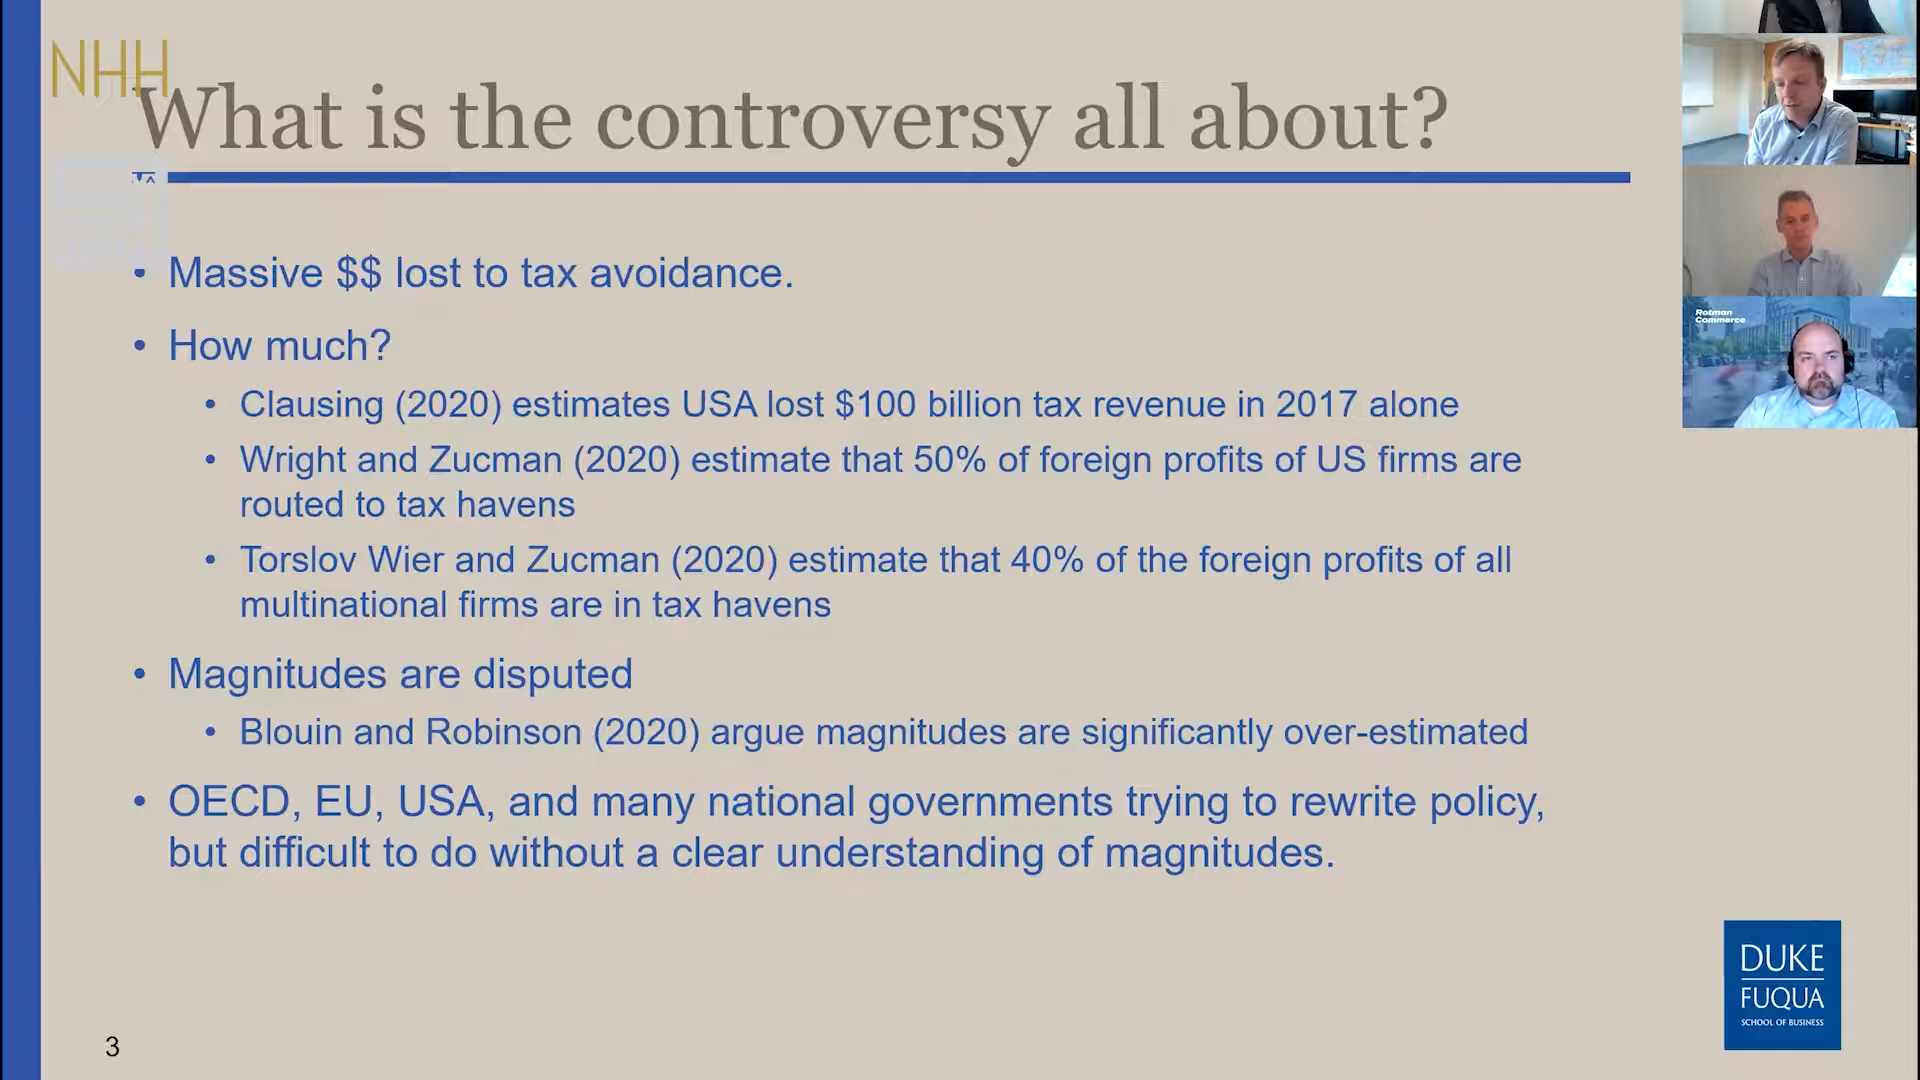 NHH
What is the controversy all about?
• Massive $$ lost to tax avoidance.
• How much?
• Clausing (2020) estimates USA lost $100 billion tax revenue in 2017 alone
• Wright and Zucman (2020) estimate that 50% of foreign profits of US firms are
routed to tax havens
• Torslov Wier and Zucman (2020) estimate that 40% of the foreign profits of all
multinational firms are in tax havens
• Magnitudes are disputed
• Blouin and Robinson (2020) argue magnitudes are significantly over-estimated
• OECD, EU, USA, and many national governments trying to rewrite policy,
but difficult to do without a clear understanding of magnitudes.
3
Rotman
Commerce
DUKE
FUQUA
SCHOOL OF BUSINESS